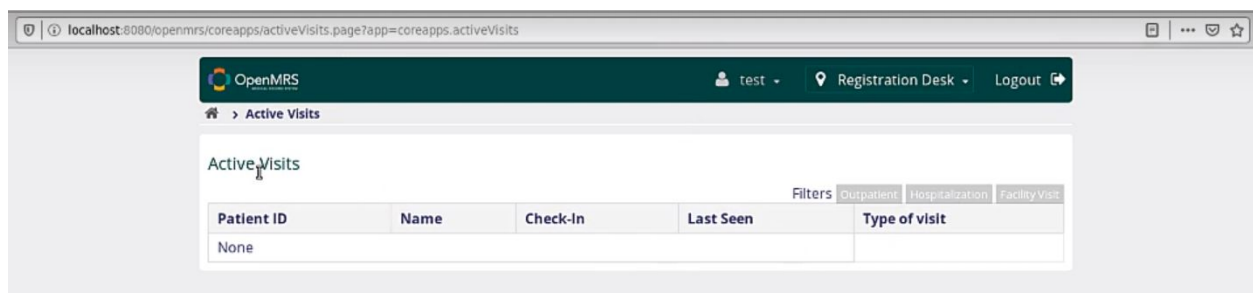 localhost:8080/openmrs/coreapps/activeVisits.page?app=coreapps.activeVisits
OpenMRS test Registration Desk Logout
> Active Visits
Active Visits
Filters Outpatient Hospitalization Facility Visit
Patient ID Name Check-In Last Seen Type of visit
None